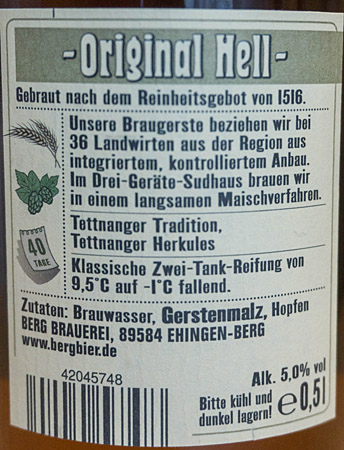 - Original Hell -
Gebraut nach dem Reinheitsgebot von 1516.
Unsere Braugerste beziehen wir bei
36 Landwirten aus der Region aus
integriertem, kontrolliertem Anbau.
Im Drei-Geräte-Sudhaus brauen wir
in einem langsamen Maischverfahren.
Tettnanger Tradition,
Tettnanger Herkules
40
TAGE
Klassische Zwei-Tank-Reifung von
9,5°C auf -1°C fallend.
Zutaten: Brauwasser, Gerstenmalz, Hopfen
BERG BRAUEREI, 89584 EHINGEN-BERG
www.bergbier.de
42045748
Alk. 5,0% vol
Bitte kühl und
dunkel lagern! e 0,5l